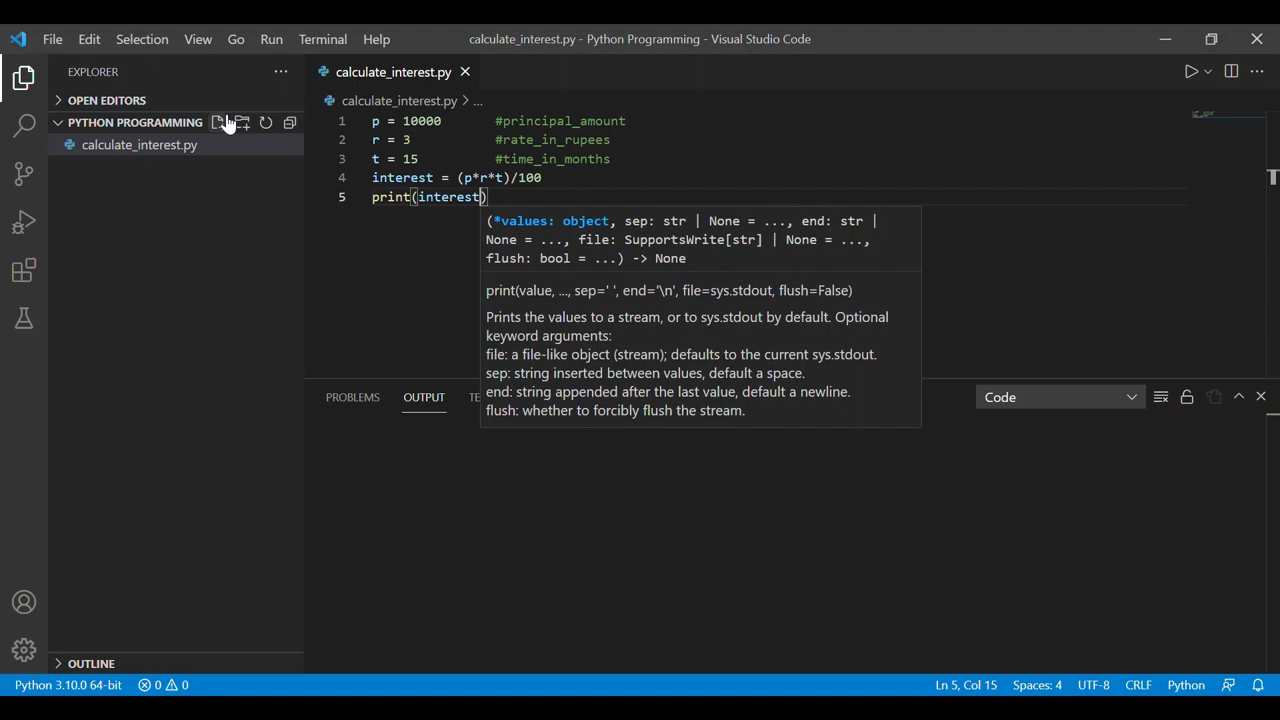 File Edit Selection View Go Run Terminal Help calculate_interest.py - Python Programming - Visual Studio Code
EXPLORER
OPEN EDITORS
PYTHON PROGRAMMING
calculate_interest.py
OUTLINE
calculate_interest.py
calculate_interest.py > ...
1 p = 10000 #principal_amount
2 r = 3 #rate_in_rupees
3 t = 15 #time_in_months
4 interest = (p*r*t)/100
5 print(interest)
(*values: object, sep: str | None = ..., end: str |
None = ..., file: SupportsWrite[str] | None = ...,
flush: bool = ...) -> None
print(value, ..., sep=' ', end='\n', file=sys.stdout, flush=False)
Prints the values to a stream, or to sys.stdout by default. Optional
keyword arguments:
file: a file-like object (stream); defaults to the current sys.stdout.
sep: string inserted between values, default a space.
end: string appended after the last value, default a newline.
flush: whether to forcibly flush the stream.
PROBLEMS OUTPUT TE Code
Python 3.10.0 64-bit 0 0 Ln 5, Col 15 Spaces: 4 UTF-8 CRLF Python